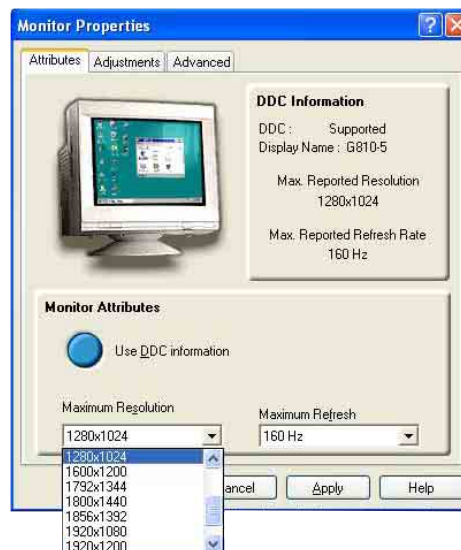 Monitor Properties
Attributes Adjustments Advanced
DDC Information
DDC : Supported
Display Name : G810-5
Max. Reported Resolution
1280x1024
Max. Reported Refresh Rate
160 Hz
Monitor Attributes
Use DDC information
Maximum Resolution
Maximum Refresh
1280x1024
160 Hz
1280x1024
1600x1200
1792x1344
1800x1440
1856x1392
1920x1080
1920x1200
ancel
Apply
Help